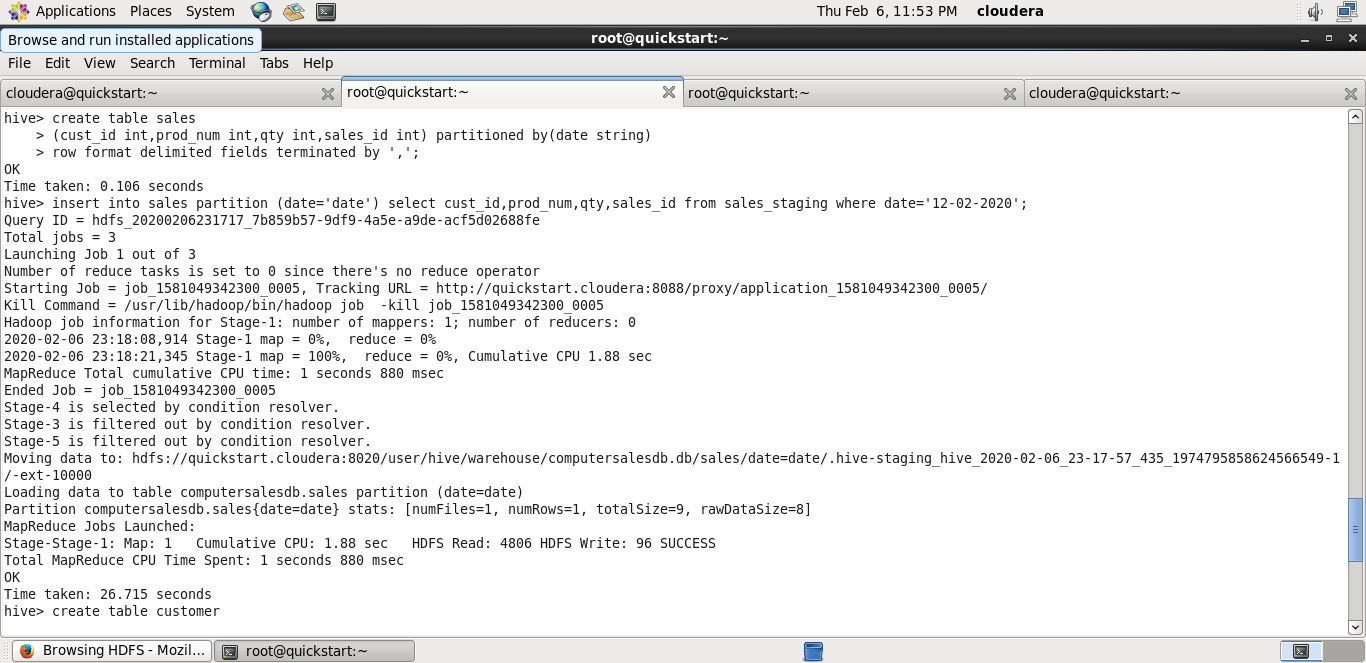 Applications Places System Thu Feb 6, 11:53 PM cloudera
Browse and run installed applications
root@quickstart:~
File Edit View Search Terminal Tabs Help
cloudera@quickstart:~ root@quickstart:~ root@quickstart:~ cloudera@quickstart:~
hive> create table sales
    > (cust_id int,prod_num int,qty int,sales_id int) partitioned by(date string)
    > row format delimited fields terminated by ',';
OK
Time taken: 0.106 seconds
hive> insert into sales partition (date='date') select cust_id,prod_num,qty,sales_id from sales_staging where date='12-02-2020';
Query ID = hdfs_20200206231717_7b859b57-9df9-4a5e-a9de-acf5d02688fe
Total jobs = 3
Launching Job 1 out of 3
Number of reduce tasks is set to 0 since there's no reduce operator
Starting Job = job_1581049342300_0005, Tracking URL = http://quickstart.cloudera:8088/proxy/application_1581049342300_0005/
Kill Command = /usr/lib/hadoop/bin/hadoop job  -kill job_1581049342300_0005
Hadoop job information for Stage-1: number of mappers: 1; number of reducers: 0
2020-02-06 23:18:08,914 Stage-1 map = 0%,  reduce = 0%
2020-02-06 23:18:21,345 Stage-1 map = 100%,  reduce = 0%, Cumulative CPU 1.88 sec
MapReduce Total cumulative CPU time: 1 seconds 880 msec
Ended Job = job_1581049342300_0005
Stage-4 is selected by condition resolver.
Stage-3 is filtered out by condition resolver.
Stage-5 is filtered out by condition resolver.
Moving data to: hdfs://quickstart.cloudera:8020/user/hive/warehouse/computersalesdb.db/sales/date=date/.hive-staging_hive_2020-02-06_23-17-57_435_1974795858624566549-1
/-ext-10000
Loading data to table computersalesdb.sales partition (date=date)
Partition computersalesdb.sales{date=date} stats: [numFiles=1, numRows=1, totalSize=9, rawDataSize=8]
MapReduce Jobs Launched:
Stage-Stage-1: Map: 1   Cumulative CPU: 1.88 sec   HDFS Read: 4806 HDFS Write: 96 SUCCESS
Total MapReduce CPU Time Spent: 1 seconds 880 msec
OK
Time taken: 26.715 seconds
hive> create table customer
Browsing HDFS - Mozil... root@quickstart:~